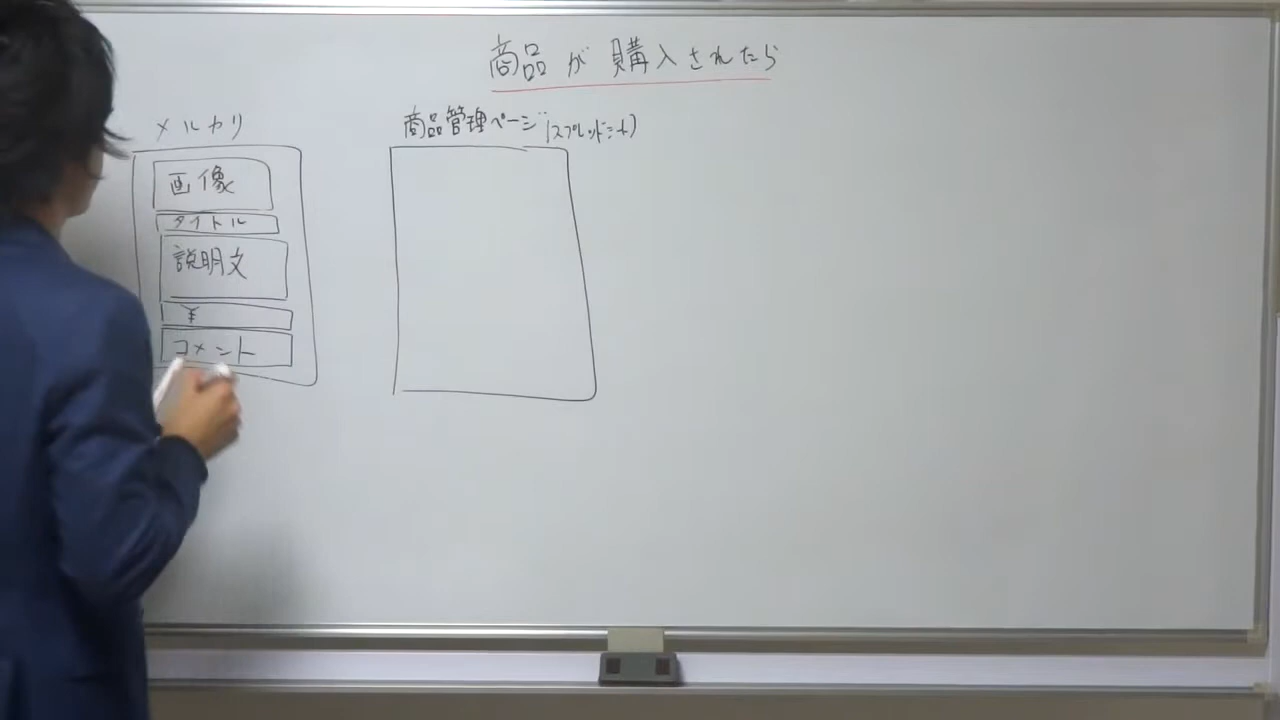 商品が購入されたら
メルカリ
画像
タイトル
説明文
¥
コメント
商品管理ページ(スプレッドシート)